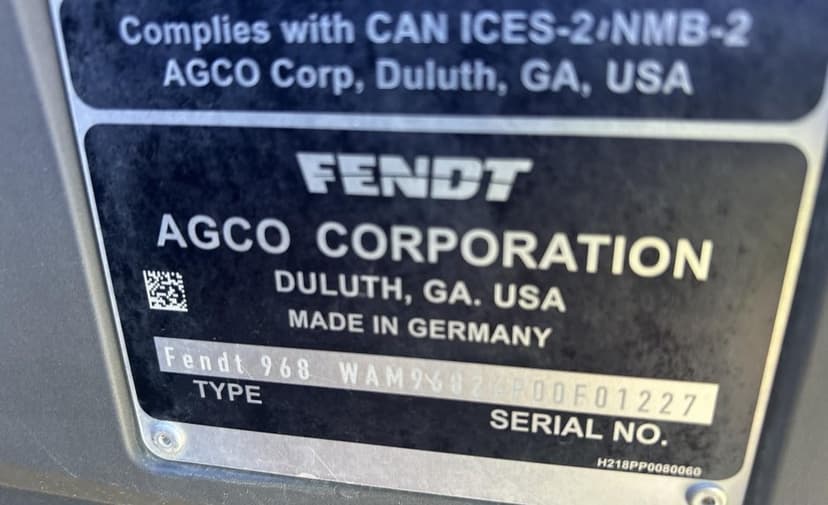 Complies with CAN ICES-2/NMB-2
AGCO Corp, Duluth, GA, USA
FENDT
AGCO CORPORATION
DULUTH, GA. USA
MADE IN GERMANY
Fendt 968
TYPE
SERIAL NO.
H218PP0080060